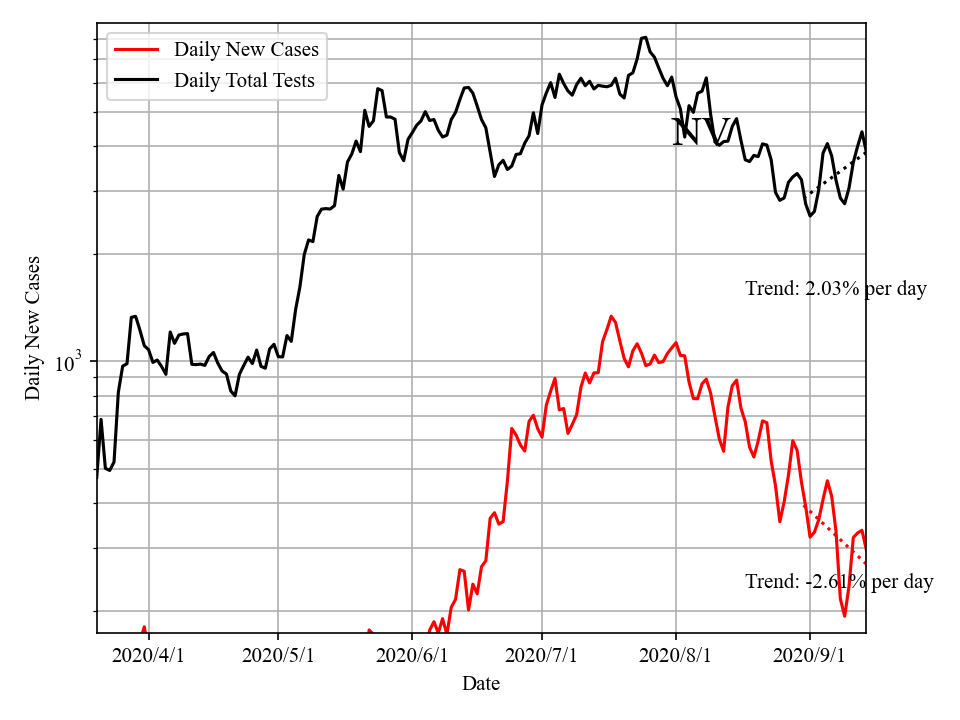 Daily New Cases
Daily Total Tests
NV
Trend: 2.03% per day
Daily New Cases
10³
Trend: -2.61% per day
2020/4/1 2020/5/1 2020/6/1 2020/7/1 2020/8/1 2020/9/1
Date